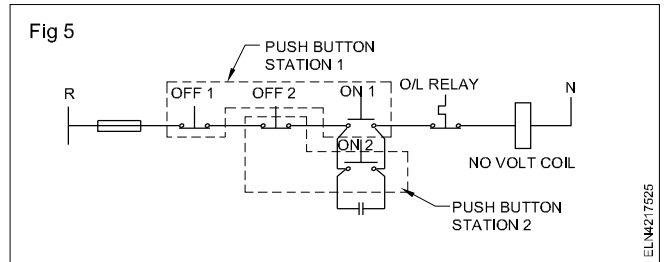 Fig 5
PUSH BUTTON
STATION 1
R
OFF 1
OFF 2
ON 1
O/L RELAY
N
ON 2
NO VOLT COIL
PUSH BUTTON
STATION 2
ELN4217525